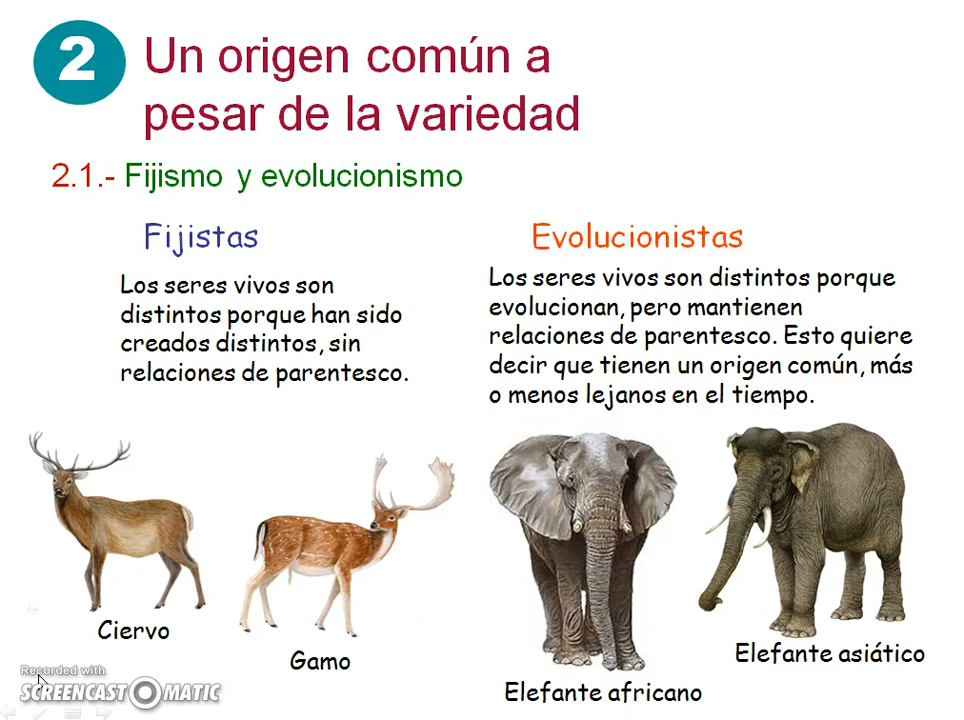 2
Un origen común a
pesar de la variedad
2.1.- Fijismo y evolucionismo
Fijistas
Los seres vivos son
distintos porque han sido
creados distintos, sin
relaciones de parentesco.
Evolucionistas
Los seres vivos son distintos porque
evolucionan, pero mantienen
relaciones de parentesco. Esto quiere
decir que tienen un origen común, más
o menos lejanos en el tiempo.
Ciervo
Gamo
Elefante africano
Elefante asiático
Recorded with
SCREENCAST MATIC